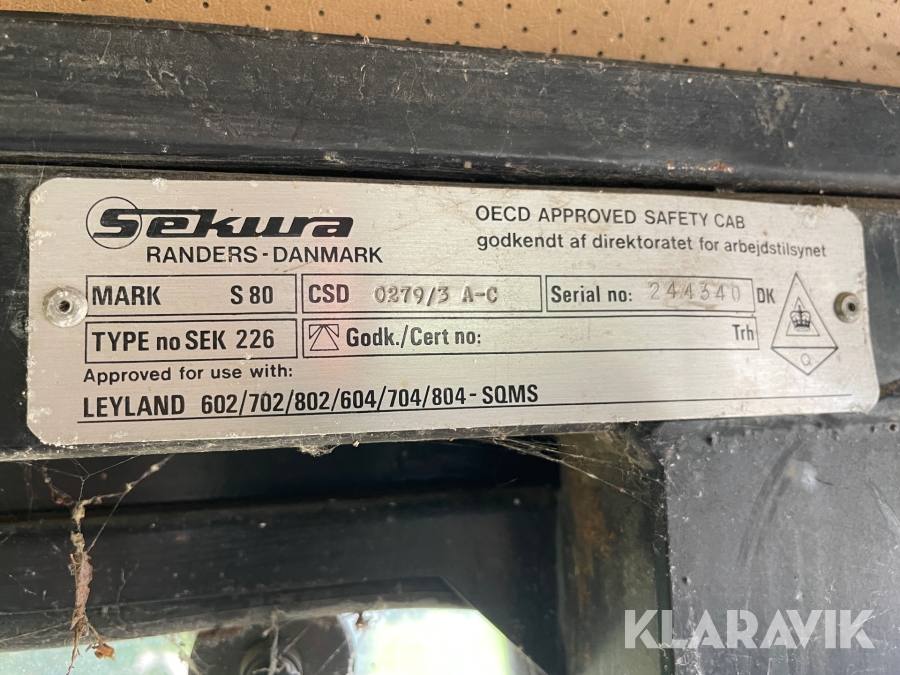 Sekura
RANDERS - DANMARK
OECD APPROVED SAFETY CAB
godkendt af direktoratet for arbejdstilsynet
MARK S 80
CSD 0279/3 A-C
Serial no: 244340 DK
TYPE no SEK 226
Godk./Cert no: Trh
Q
Approved for use with:
LEYLAND 602/702/802/604/704/804 - SQMS
KLARAVIK